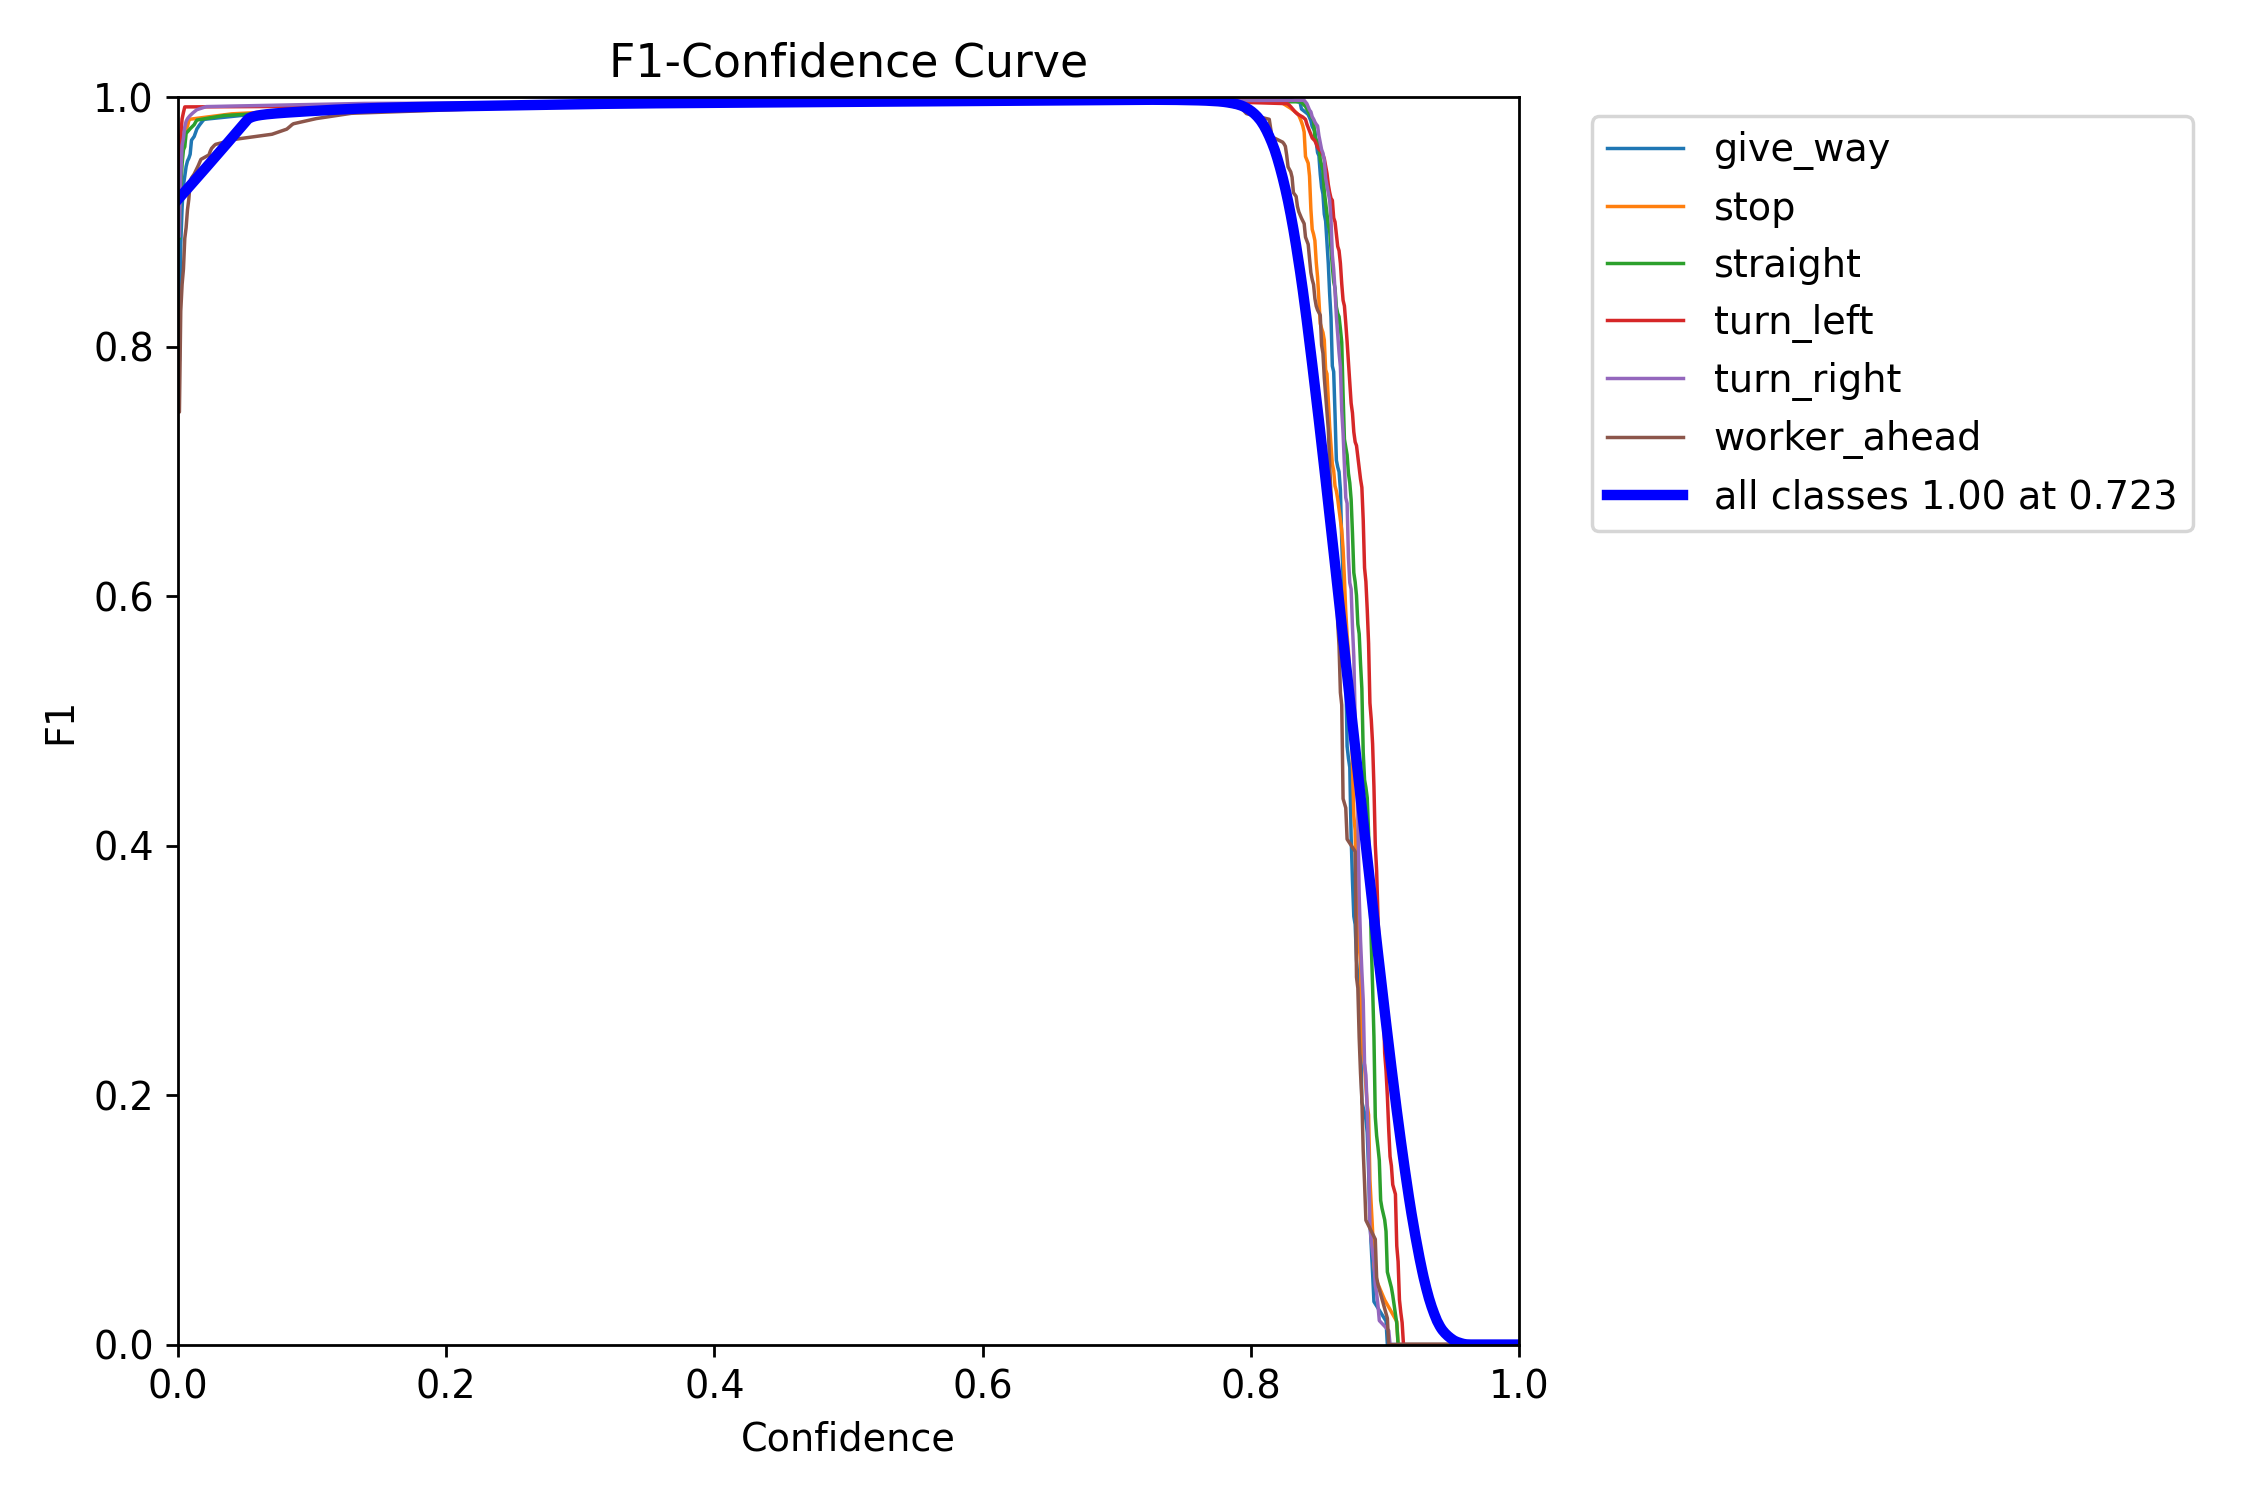 F1-Confidence Curve
1.0
0.8
0.6
0.4
0.2
0.0
F1
0.0 0.2 0.4 0.6 0.8 1.0
Confidence
give_way
stop
straight
turn_left
turn_right
worker_ahead
all classes 1.00 at 0.723